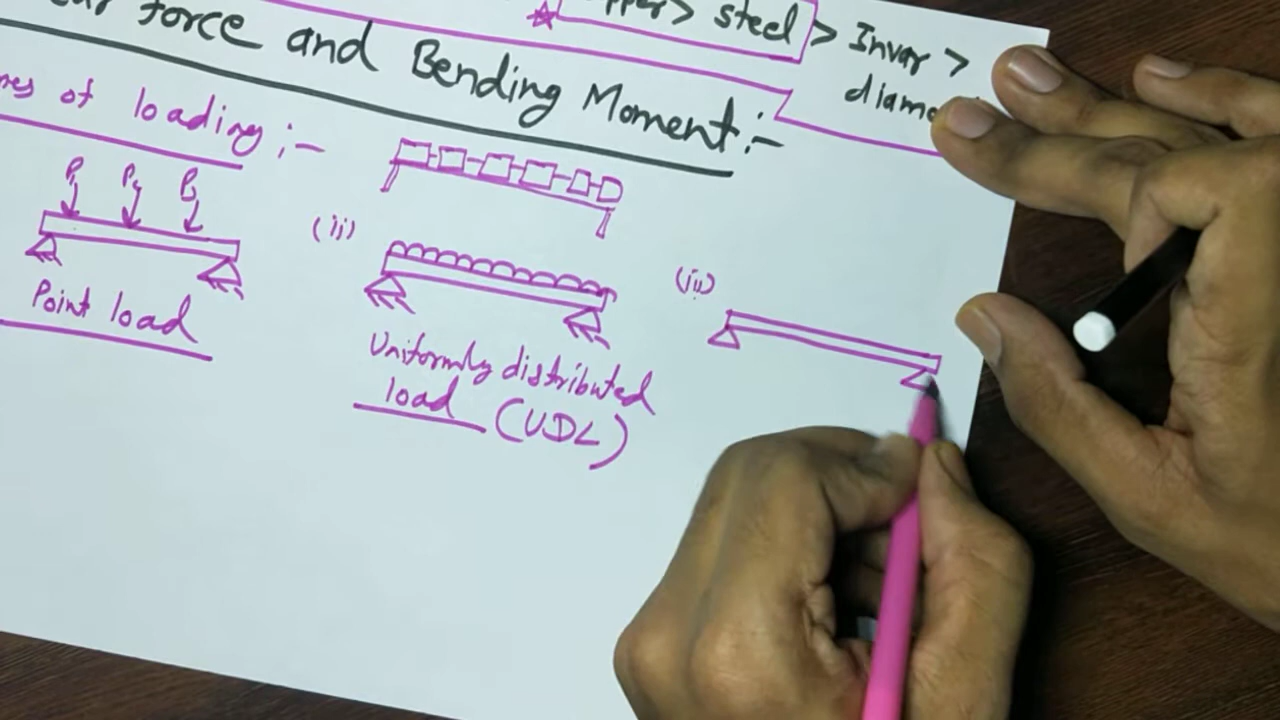 > steel > Invar >
Force and Bending Moment:-
of loading :-
P1 P2 P3
(ii)
(iii)
Point load
Uniformly distributed
load (UDL)